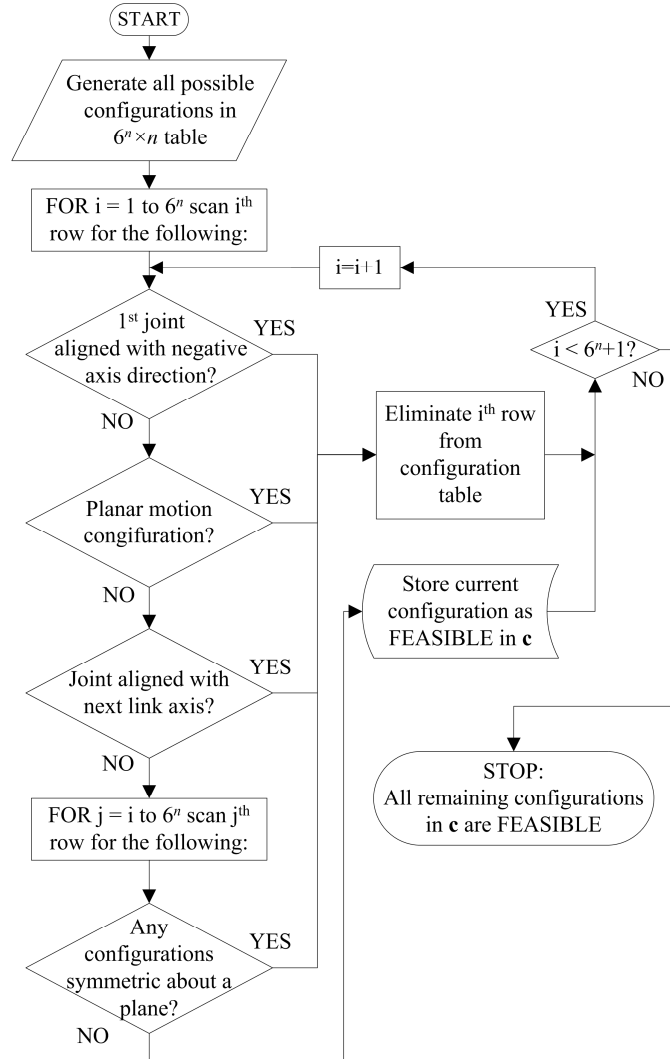 START
Generate all possible
configurations in
6ⁿ×n table
FOR i = 1 to 6ⁿ scan iᵗʰ
row for the following:
i=i+1
1ˢᵗ joint
aligned with negative
axis direction?
YES
NO
YES
i < 6ⁿ+1?
NO
Eliminate iᵗʰ row
from
configuration
table
Planar motion
congifuration?
YES
NO
Store current
configuration as
FEASIBLE in c
Joint aligned with
next link axis?
YES
NO
STOP:
All remaining configurations
in c are FEASIBLE
FOR j = i to 6ⁿ scan jᵗʰ
row for the following:
Any
configurations
symmetric about a
plane?
YES
NO